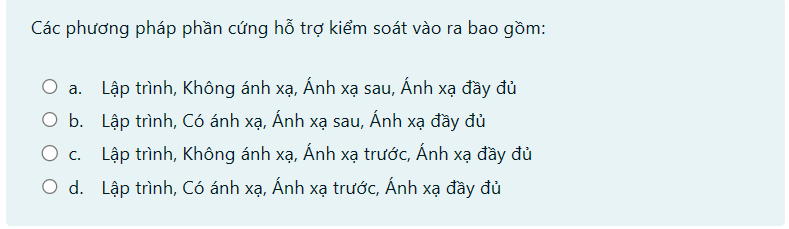 Các phương pháp phần cứng hỗ trợ kiểm soát vào ra bao gồm:
a. Lập trình, Không ánh xạ, Ánh xạ sau, Ánh xạ đầy đủ
b. Lập trình, Có ánh xạ, Ánh xạ sau, Ánh xạ đầy đủ
c. Lập trình, Không ánh xạ, Ánh xạ trước, Ánh xạ đầy đủ
d. Lập trình, Có ánh xạ, Ánh xạ trước, Ánh xạ đầy đủ